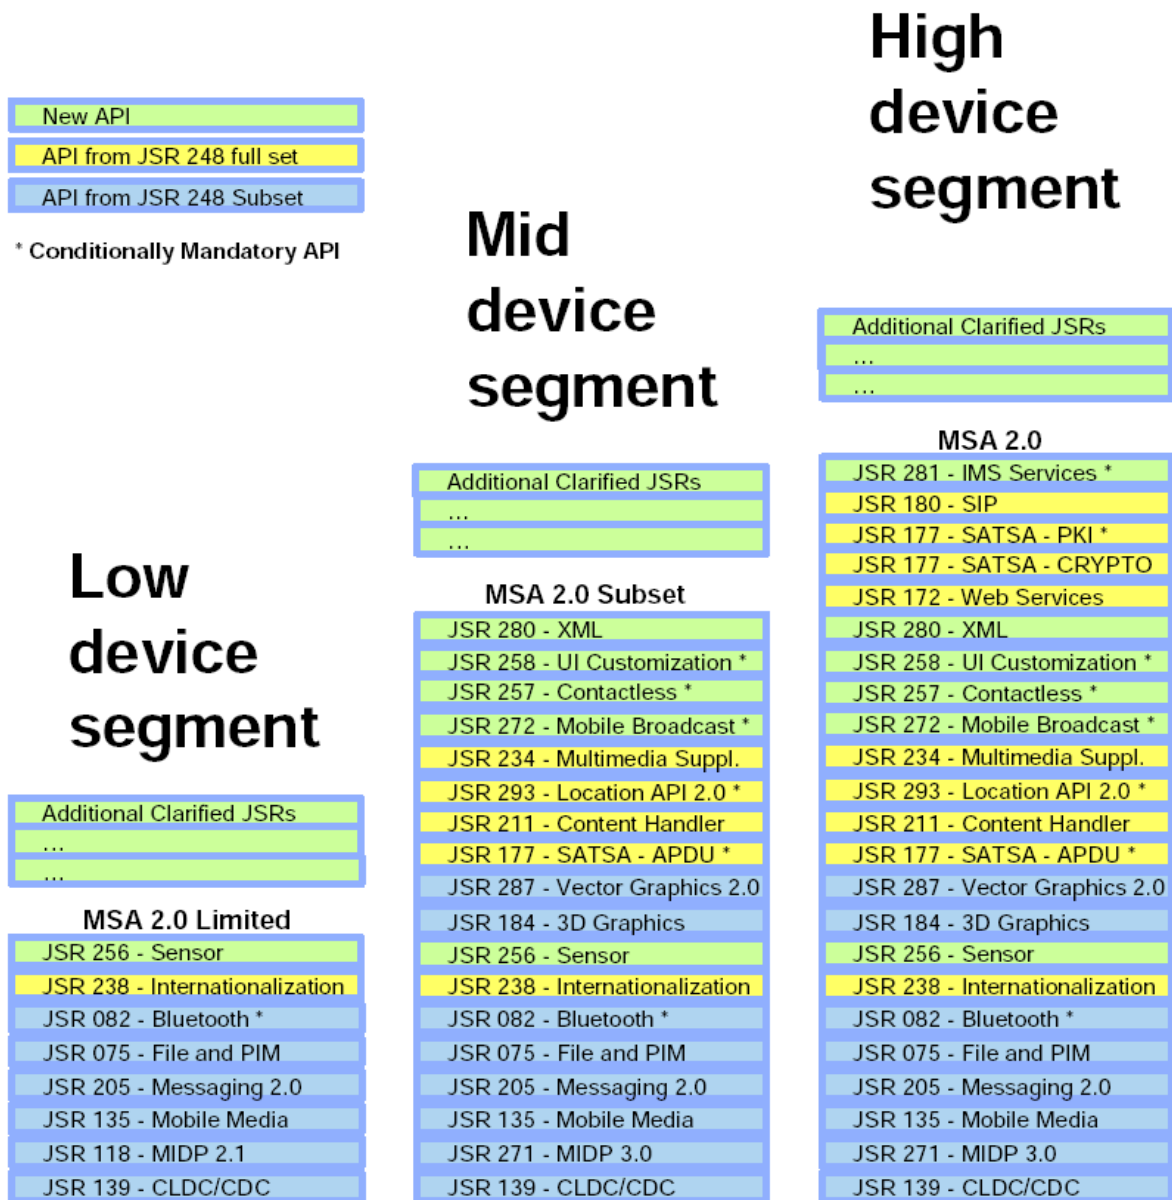 New API
API from JSR 248 full set
API from JSR 248 Subset
* Conditionally Mandatory API
Low
device
segment
Additional Clarified JSRs
...
...
MSA 2.0 Limited
JSR 256 - Sensor
JSR 238 - Internationalization
JSR 082 - Bluetooth *
JSR 075 - File and PIM
JSR 205 - Messaging 2.0
JSR 135 - Mobile Media
JSR 118 - MIDP 2.1
JSR 139 - CLDC/CDC
Mid
device
segment
Additional Clarified JSRs
...
...
MSA 2.0 Subset
JSR 280 - XML
JSR 258 - UI Customization *
JSR 257 - Contactless *
JSR 272 - Mobile Broadcast *
JSR 234 - Multimedia Suppl.
JSR 293 - Location API 2.0 *
JSR 211 - Content Handler
JSR 177 - SATSA - APDU *
JSR 287 - Vector Graphics 2.0
JSR 184 - 3D Graphics
JSR 256 - Sensor
JSR 238 - Internationalization
JSR 082 - Bluetooth *
JSR 075 - File and PIM
JSR 205 - Messaging 2.0
JSR 135 - Mobile Media
JSR 271 - MIDP 3.0
JSR 139 - CLDC/CDC
High
device
segment
Additional Clarified JSRs
...
...
MSA 2.0
JSR 281 - IMS Services *
JSR 180 - SIP
JSR 177 - SATSA - PKI *
JSR 177 - SATSA - CRYPTO
JSR 172 - Web Services
JSR 280 - XML
JSR 258 - UI Customization *
JSR 257 - Contactless *
JSR 272 - Mobile Broadcast *
JSR 234 - Multimedia Suppl.
JSR 293 - Location API 2.0 *
JSR 211 - Content Handler
JSR 177 - SATSA - APDU *
JSR 287 - Vector Graphics 2.0
JSR 184 - 3D Graphics
JSR 256 - Sensor
JSR 238 - Internationalization
JSR 082 - Bluetooth *
JSR 075 - File and PIM
JSR 205 - Messaging 2.0
JSR 135 - Mobile Media
JSR 271 - MIDP 3.0
JSR 139 - CLDC/CDC